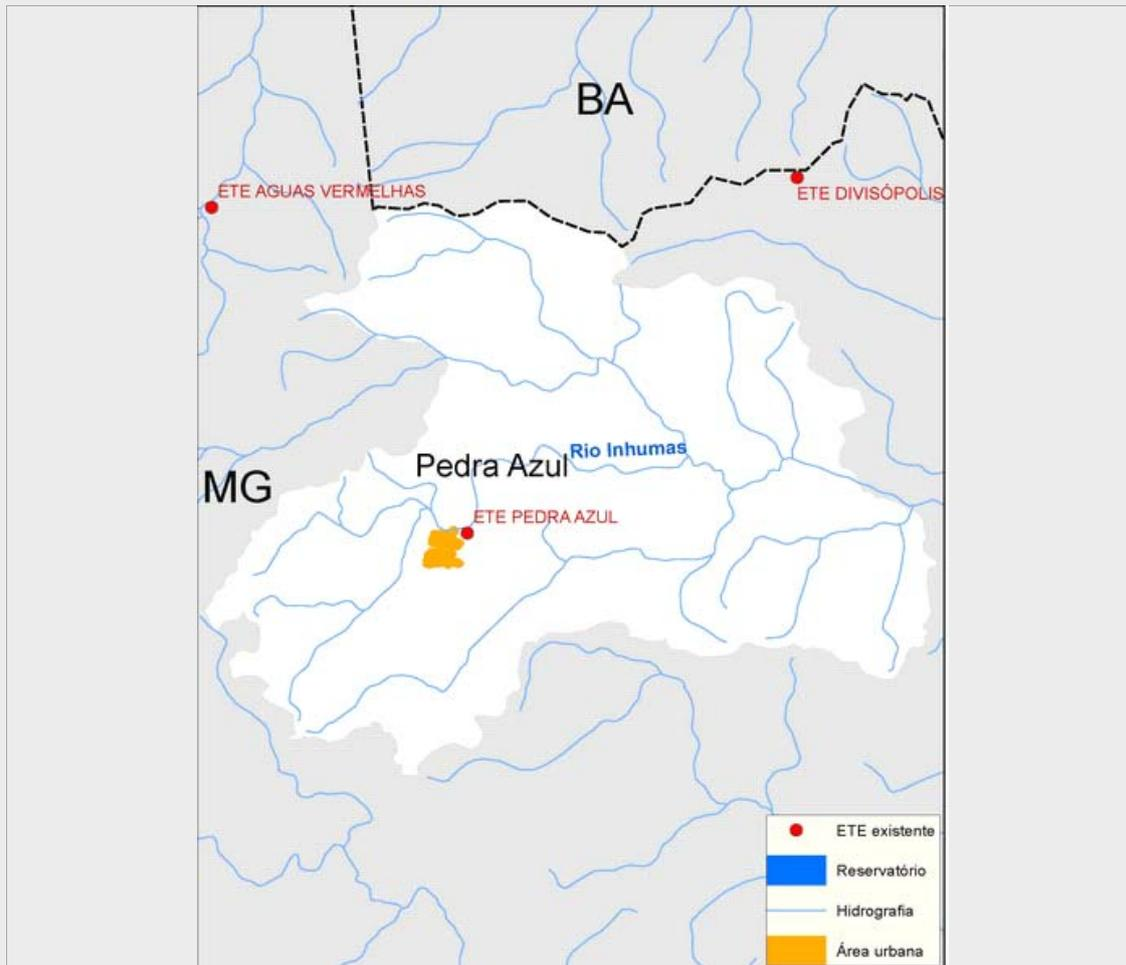 BA
ETE AGUAS VERMELHAS
ETE DIVISÓPOLIS
Rio Inhumas
Pedra Azul
MG
ETE PEDRA AZUL
ETE existente
Reservatório
Hidrografia
Área urbana